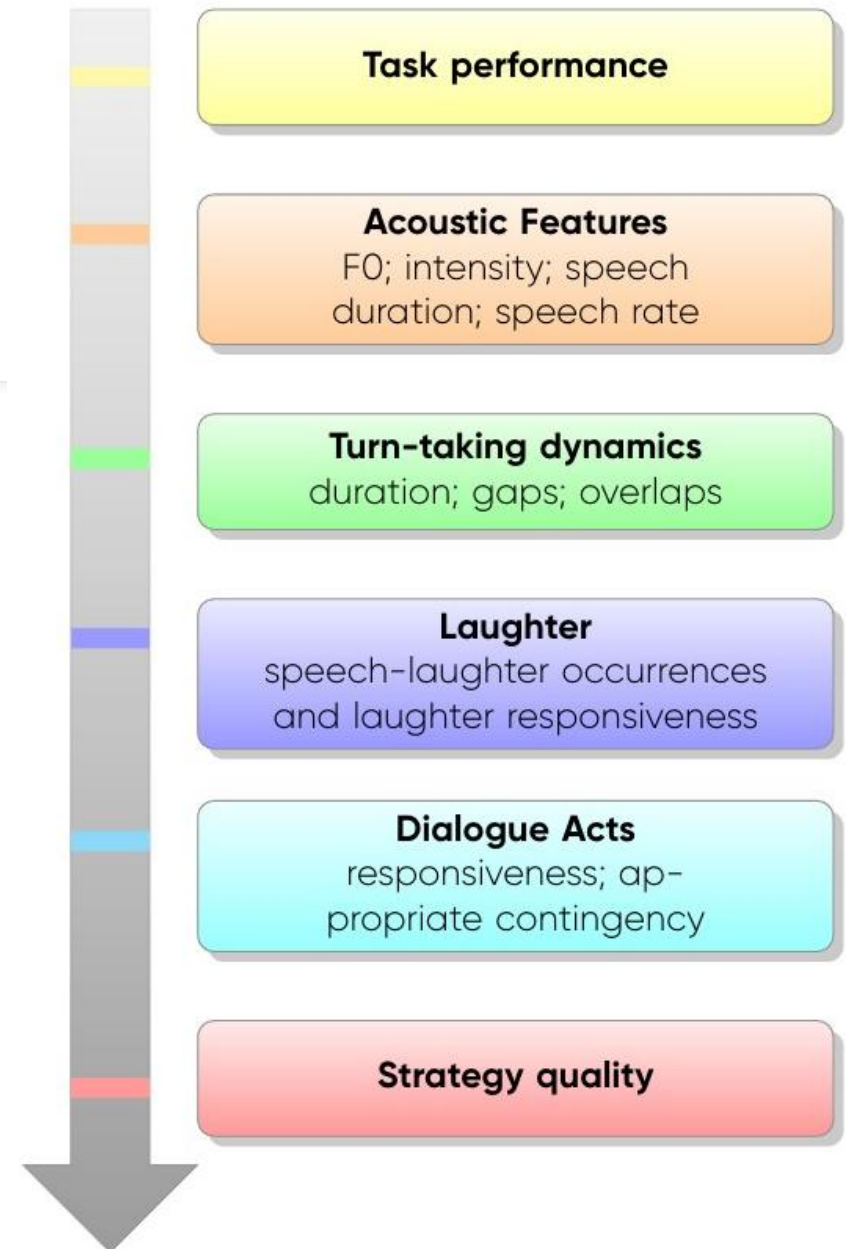 Task performance
Acoustic Features
F0; intensity; speech
duration; speech rate
Turn-taking dynamics
duration; gaps; overlaps
Laughter
speech-laughter occurrences
and laughter responsiveness
Dialogue Acts
responsiveness; ap-
propriate contingency
Strategy quality